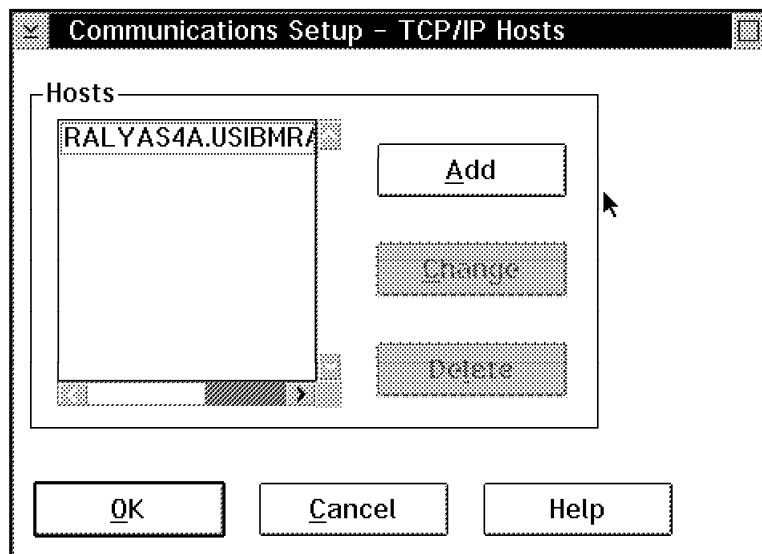 Communications Setup - TCP/IP Hosts
Hosts
RALYAS4A.USIBMRA
Add
Change
Delete
OK
Cancel
Help